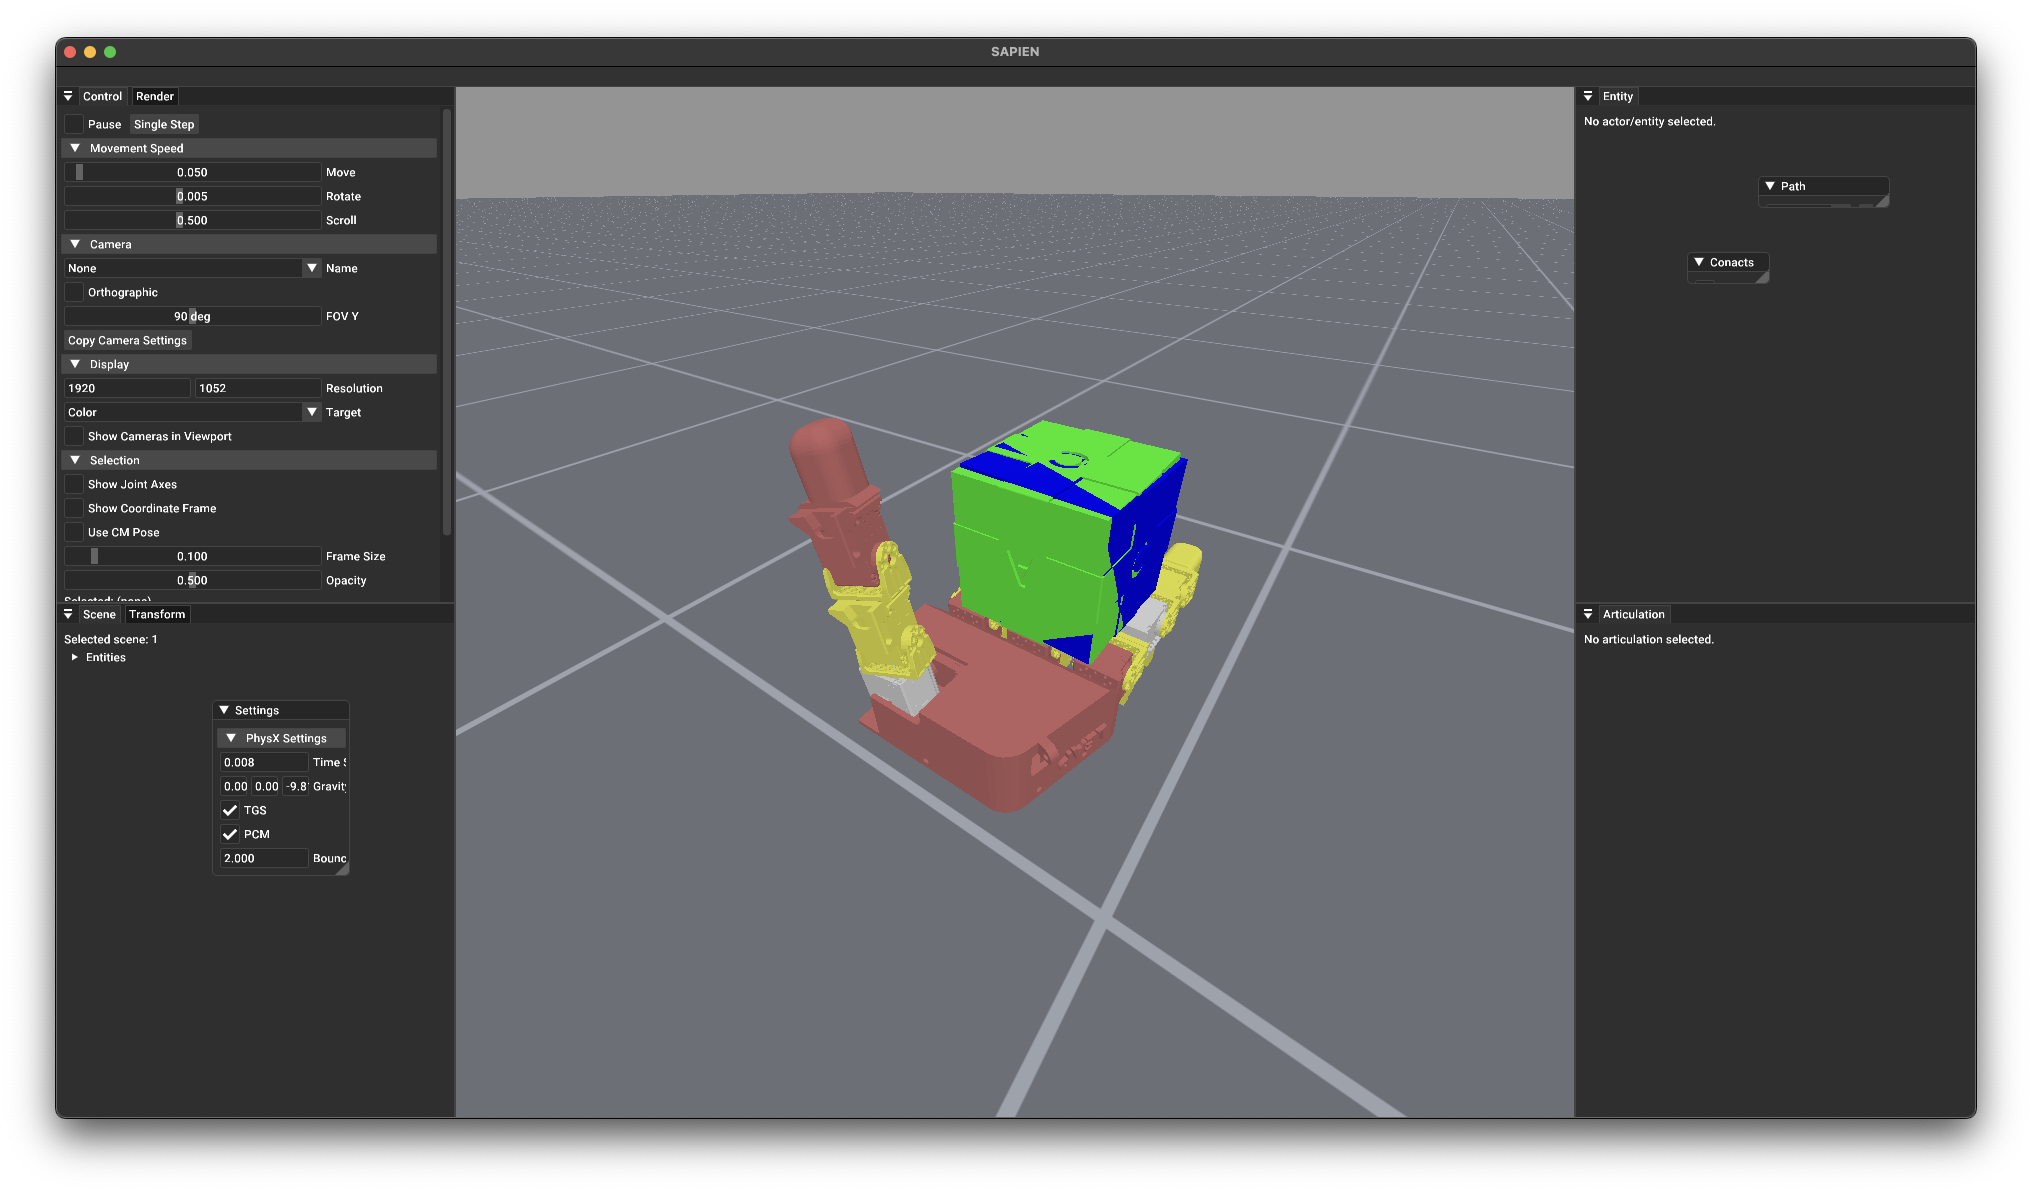 SAPIEN
Control Render
Pause Single Step
Movement Speed
0.050 Move
0.005 Rotate
0.500 Scroll
Camera
None Name
Orthographic
90 deg FOV Y
Copy Camera Settings
Display
1920 1052 Resolution
Color Target
Show Cameras in Viewport
Selection
Show Joint Axes
Show Coordinate Frame
Use CM Pose
0.100 Frame Size
0.500 Opacity
Selected: (none)
Scene Transform
Selected scene: 1
Entities
Settings
PhysX Settings
0.008 Time S
0.00 0.00 -9.8 Gravit
TGS
PCM
2.000 Bounc
A
Entity
No actor/entity selected.
Path
Conacts
Articulation
No articulation selected.